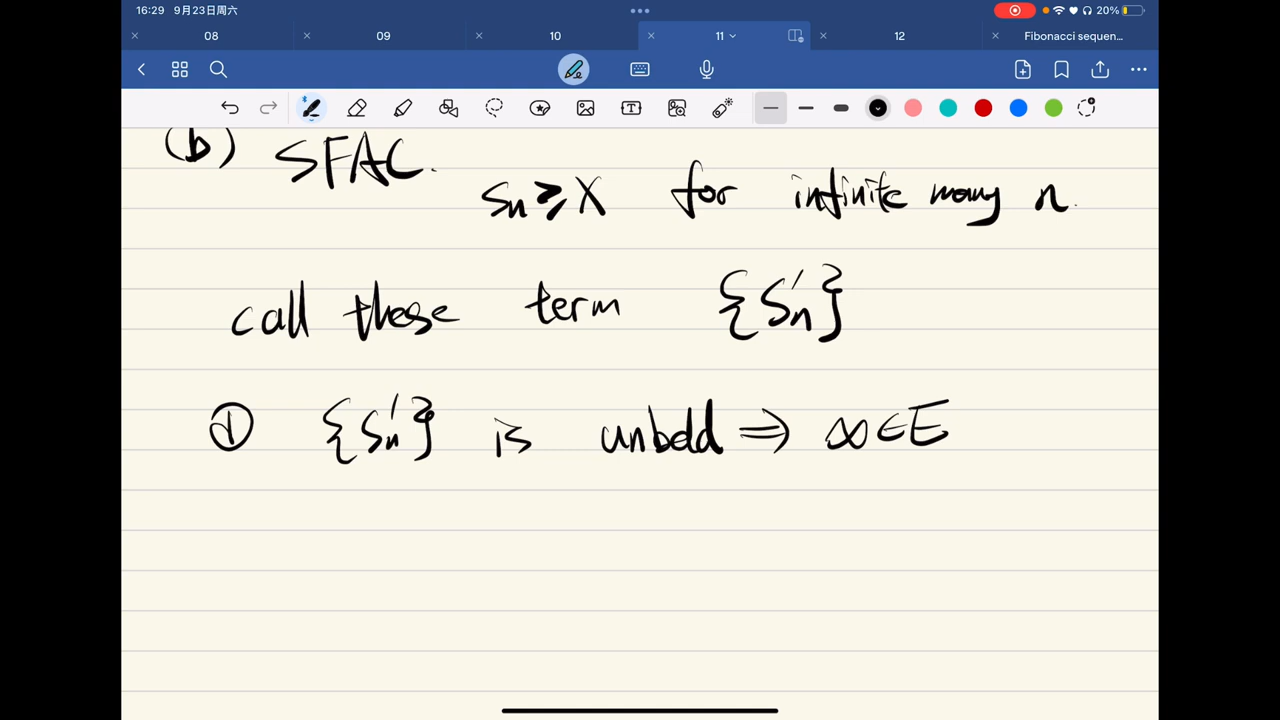 16:29 9月23日周六
20%
08 09 10 11 12 Fibonacci sequen...
(b) SFAC.
Sn ≥ X for infinite many n.
call these term {S'n}
① {S'n} is unbdd ⇒ ∞ ∈ E